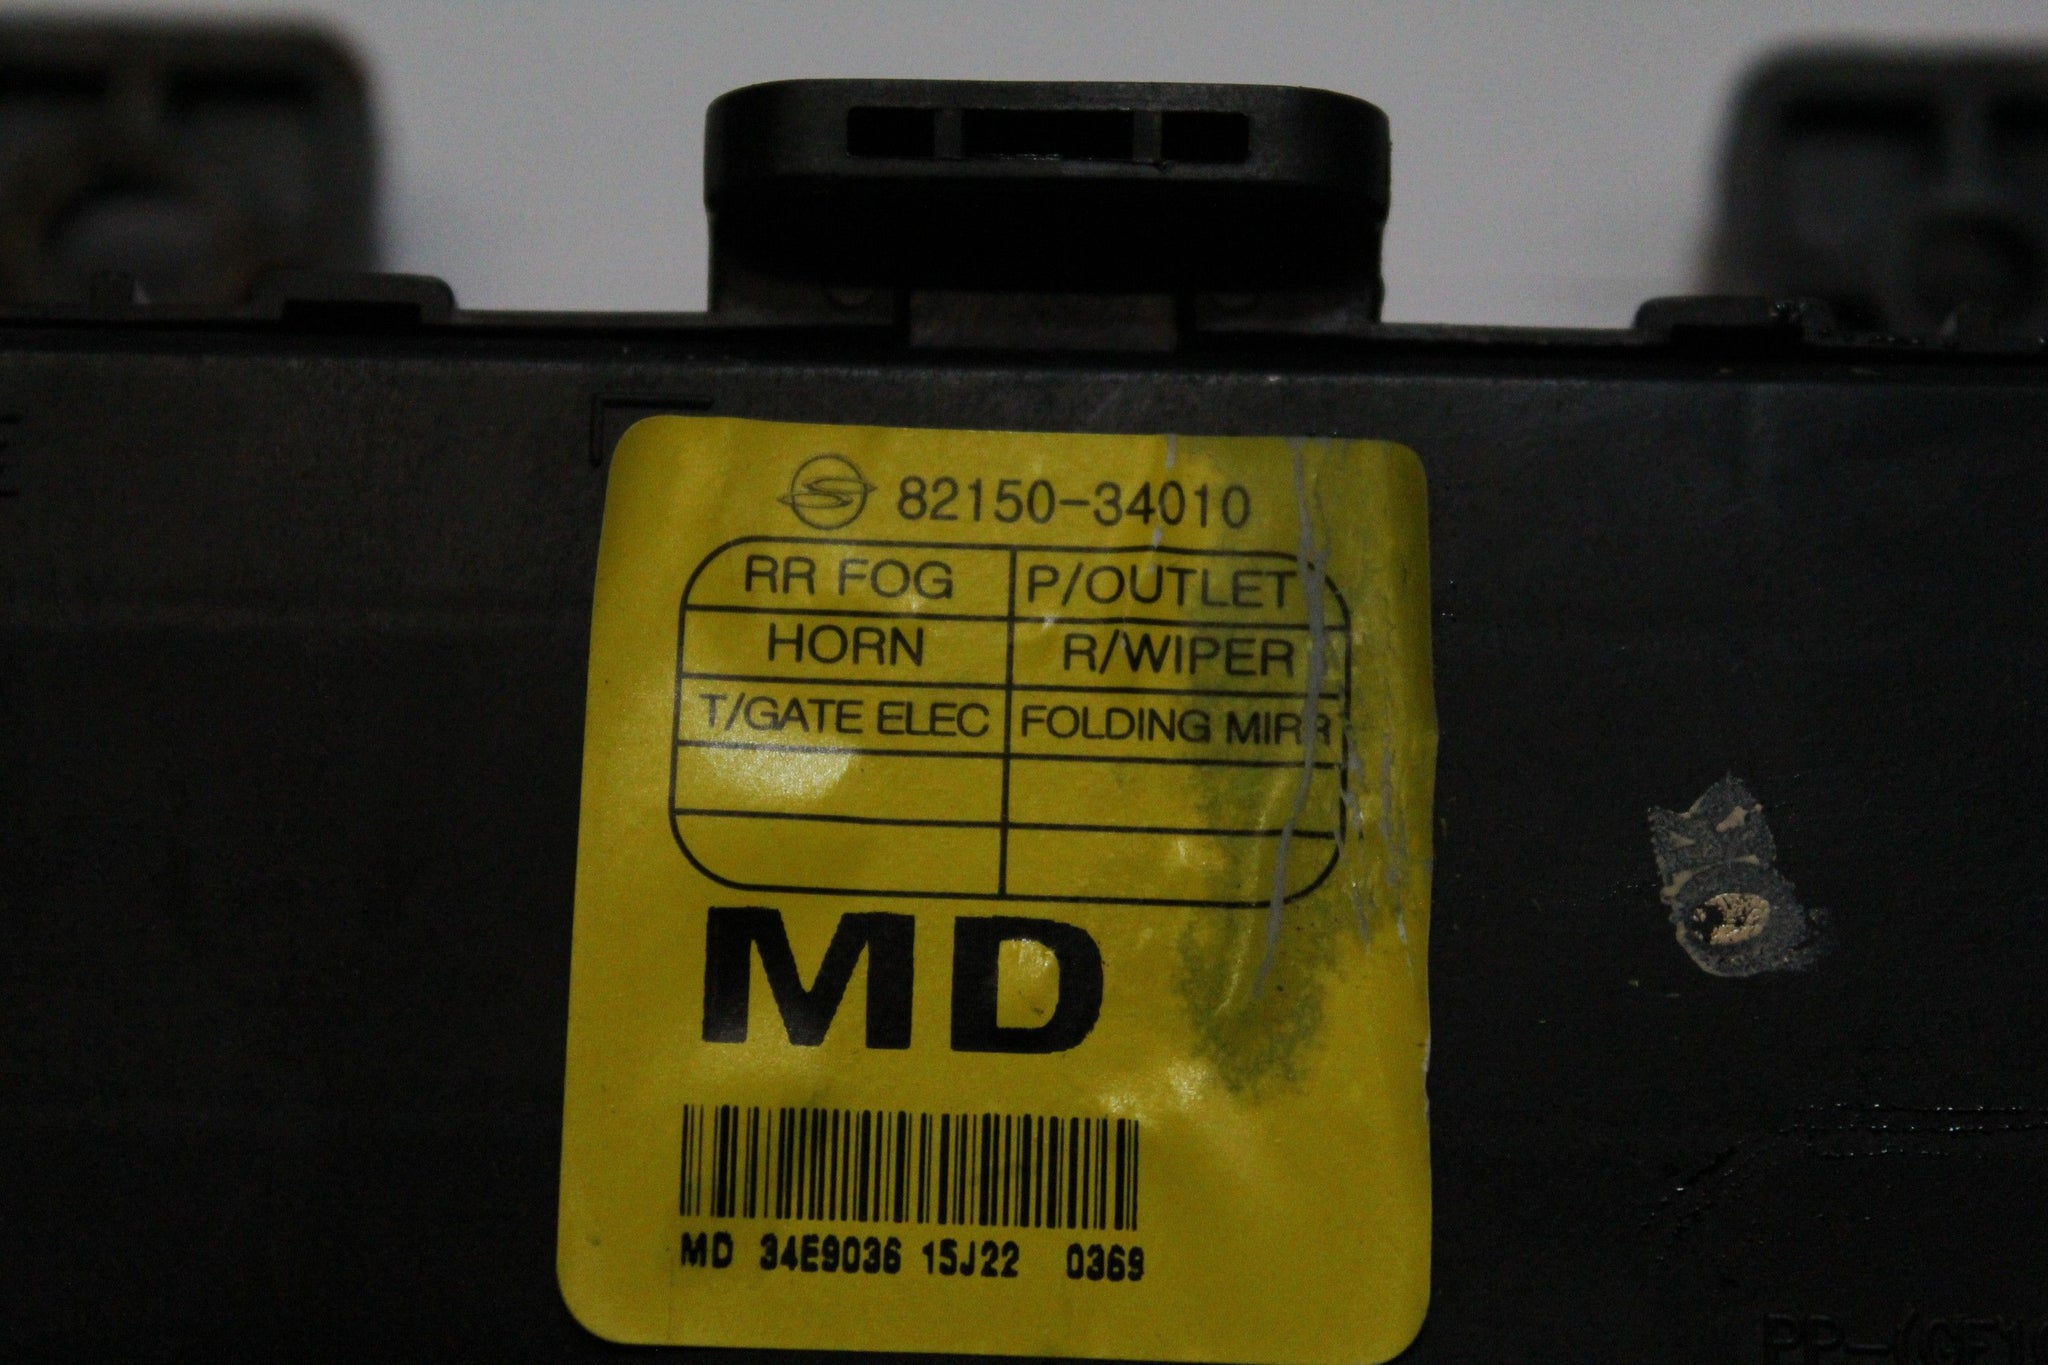 82150-34010
RR FOG P/OUTLET
HORN R/WIPER
T/GATE ELEC FOLDING MIRR
MD
MD 34E9036 15J22 0369